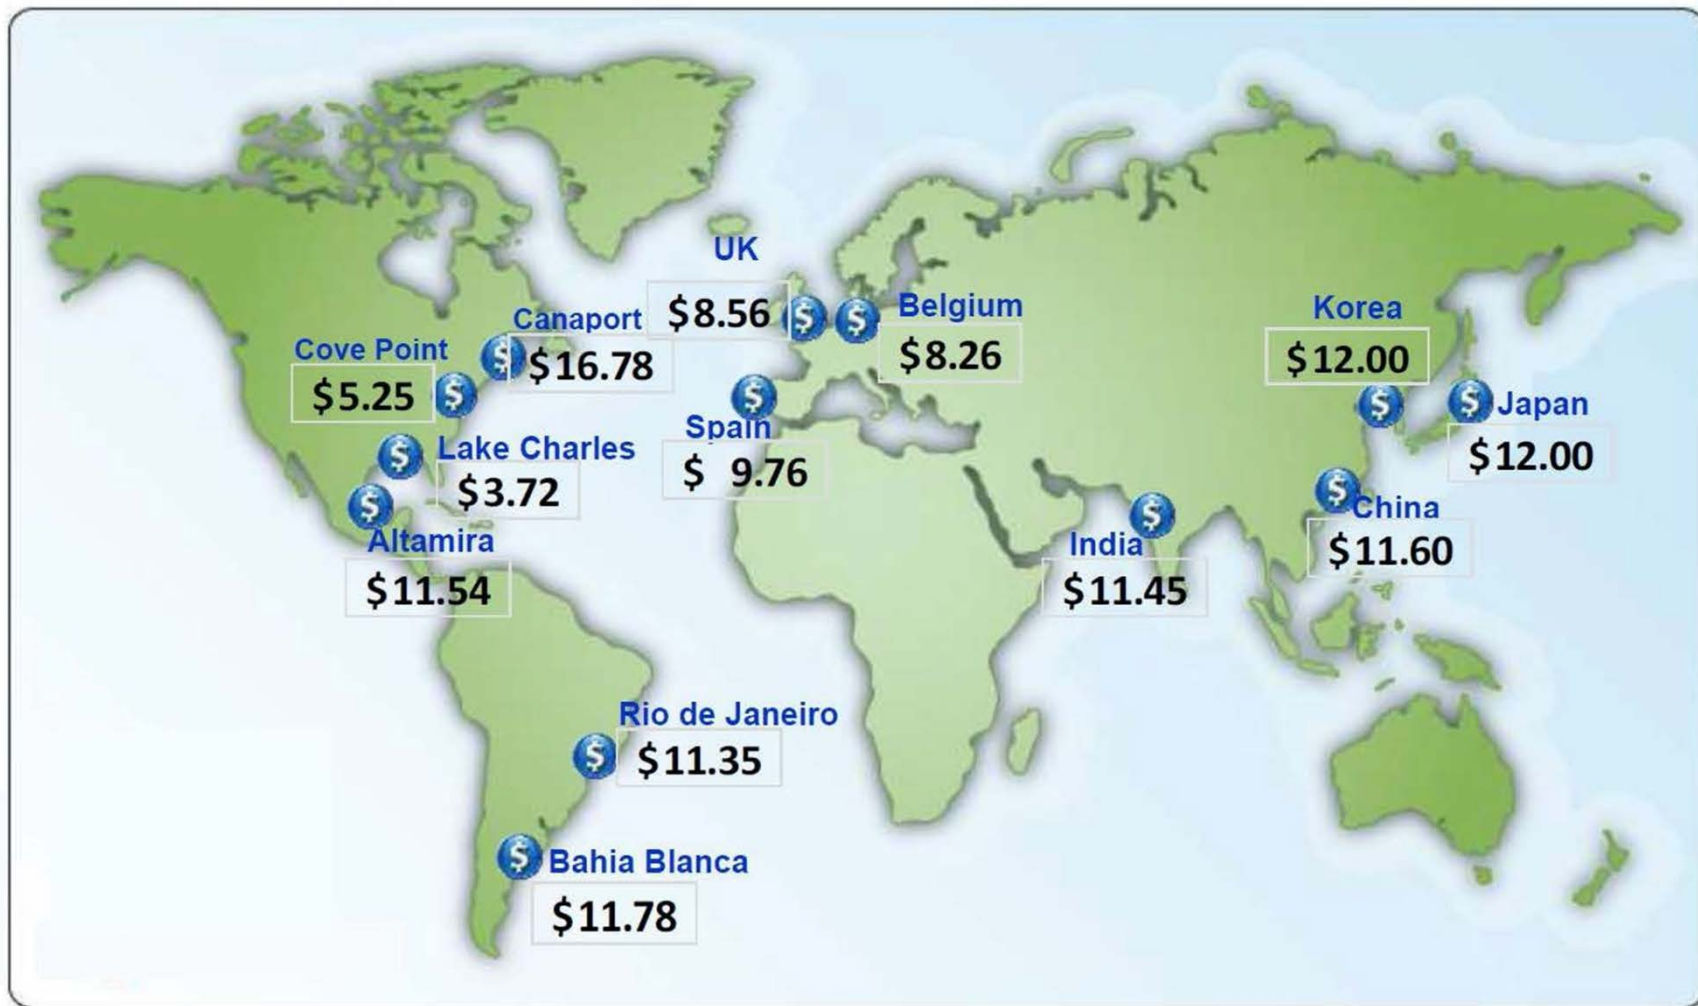 UK
$8.56
Belgium
$8.26
Canaport
$16.78
Cove Point
$5.25
Lake Charles
$3.72
Altamira
$11.54
Spain
$ 9.76
Korea
$12.00
Japan
$12.00
China
$11.60
India
$11.45
Rio de Janeiro
$11.35
Bahia Blanca
$11.78
$
$
$
$
$
$
$
$
$
$
$
$
$